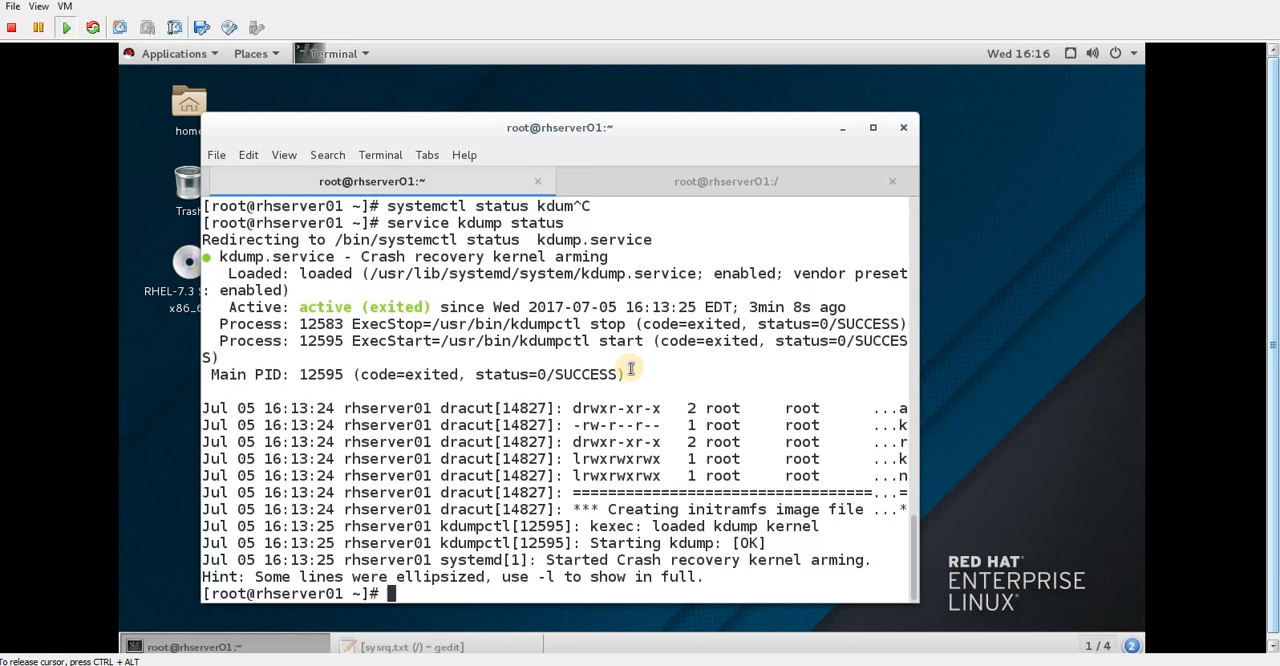 File View VM
Applications Places Terminal Wed 16:16
home
Trash
RHEL-7.3 S
x86_6
root@rhserver01:~
File Edit View Search Terminal Tabs Help
root@rhserver01:~ root@rhserver01:/
[root@rhserver01 ~]# systemctl status kdum^C
[root@rhserver01 ~]# service kdump status
Redirecting to /bin/systemctl status  kdump.service
● kdump.service - Crash recovery kernel arming
Loaded: loaded (/usr/lib/systemd/system/kdump.service; enabled; vendor preset
: enabled)
Active: active (exited) since Wed 2017-07-05 16:13:25 EDT; 3min 8s ago
Process: 12583 ExecStop=/usr/bin/kdumpctl stop (code=exited, status=0/SUCCESS)
Process: 12595 ExecStart=/usr/bin/kdumpctl start (code=exited, status=0/SUCCES
S)
Main PID: 12595 (code=exited, status=0/SUCCESS)
Jul 05 16:13:24 rhserver01 dracut[14827]: drwxr-xr-x 2 root root ...a
Jul 05 16:13:24 rhserver01 dracut[14827]: -rw-r--r-- 1 root root ...k
Jul 05 16:13:24 rhserver01 dracut[14827]: drwxr-xr-x 2 root root ...r
Jul 05 16:13:24 rhserver01 dracut[14827]: lrwxrwxrwx 1 root root ...k
Jul 05 16:13:24 rhserver01 dracut[14827]: lrwxrwxrwx 1 root root ...n
Jul 05 16:13:24 rhserver01 dracut[14827]: ==================================...=
Jul 05 16:13:24 rhserver01 dracut[14827]: *** Creating initramfs image file ...*
Jul 05 16:13:25 rhserver01 kdumpctl[12595]: kexec: loaded kdump kernel
Jul 05 16:13:25 rhserver01 kdumpctl[12595]: Starting kdump: [OK]
Jul 05 16:13:25 rhserver01 systemd[1]: Started Crash recovery kernel arming.
Hint: Some lines were ellipsized, use -l to show in full.
[root@rhserver01 ~]#
RED HAT
ENTERPRISE
LINUX
root@rhserver01:~ [sysrq.txt (/) - gedit] 1 / 4 2
To release cursor, press CTRL + ALT